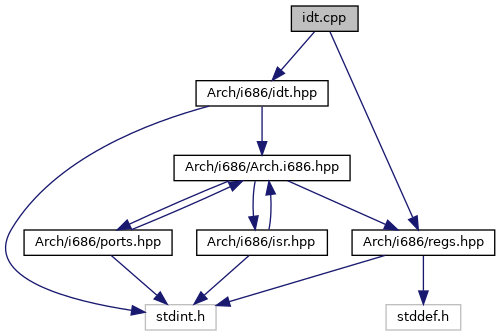 idt.cpp
Arch/i686/idt.hpp
Arch/i686/Arch.i686.hpp
Arch/i686/ports.hpp
Arch/i686/isr.hpp
Arch/i686/regs.hpp
stdint.h
stddef.h